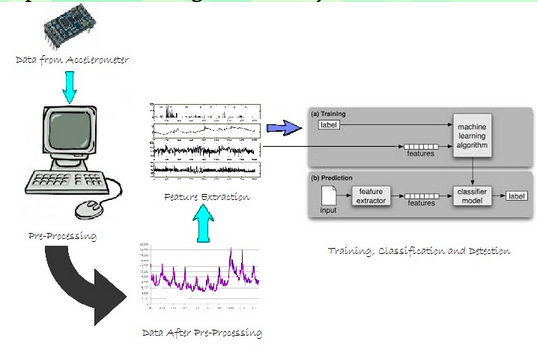 Data from Accelerometer
Pre-Processing
Data After Pre-Processing
Feature Extraction
(a) Training
label
machine
learning
algorithm
features
(b) Prediction
input
feature
extractor
features
classifier
model
label
Training, Classification and Detection